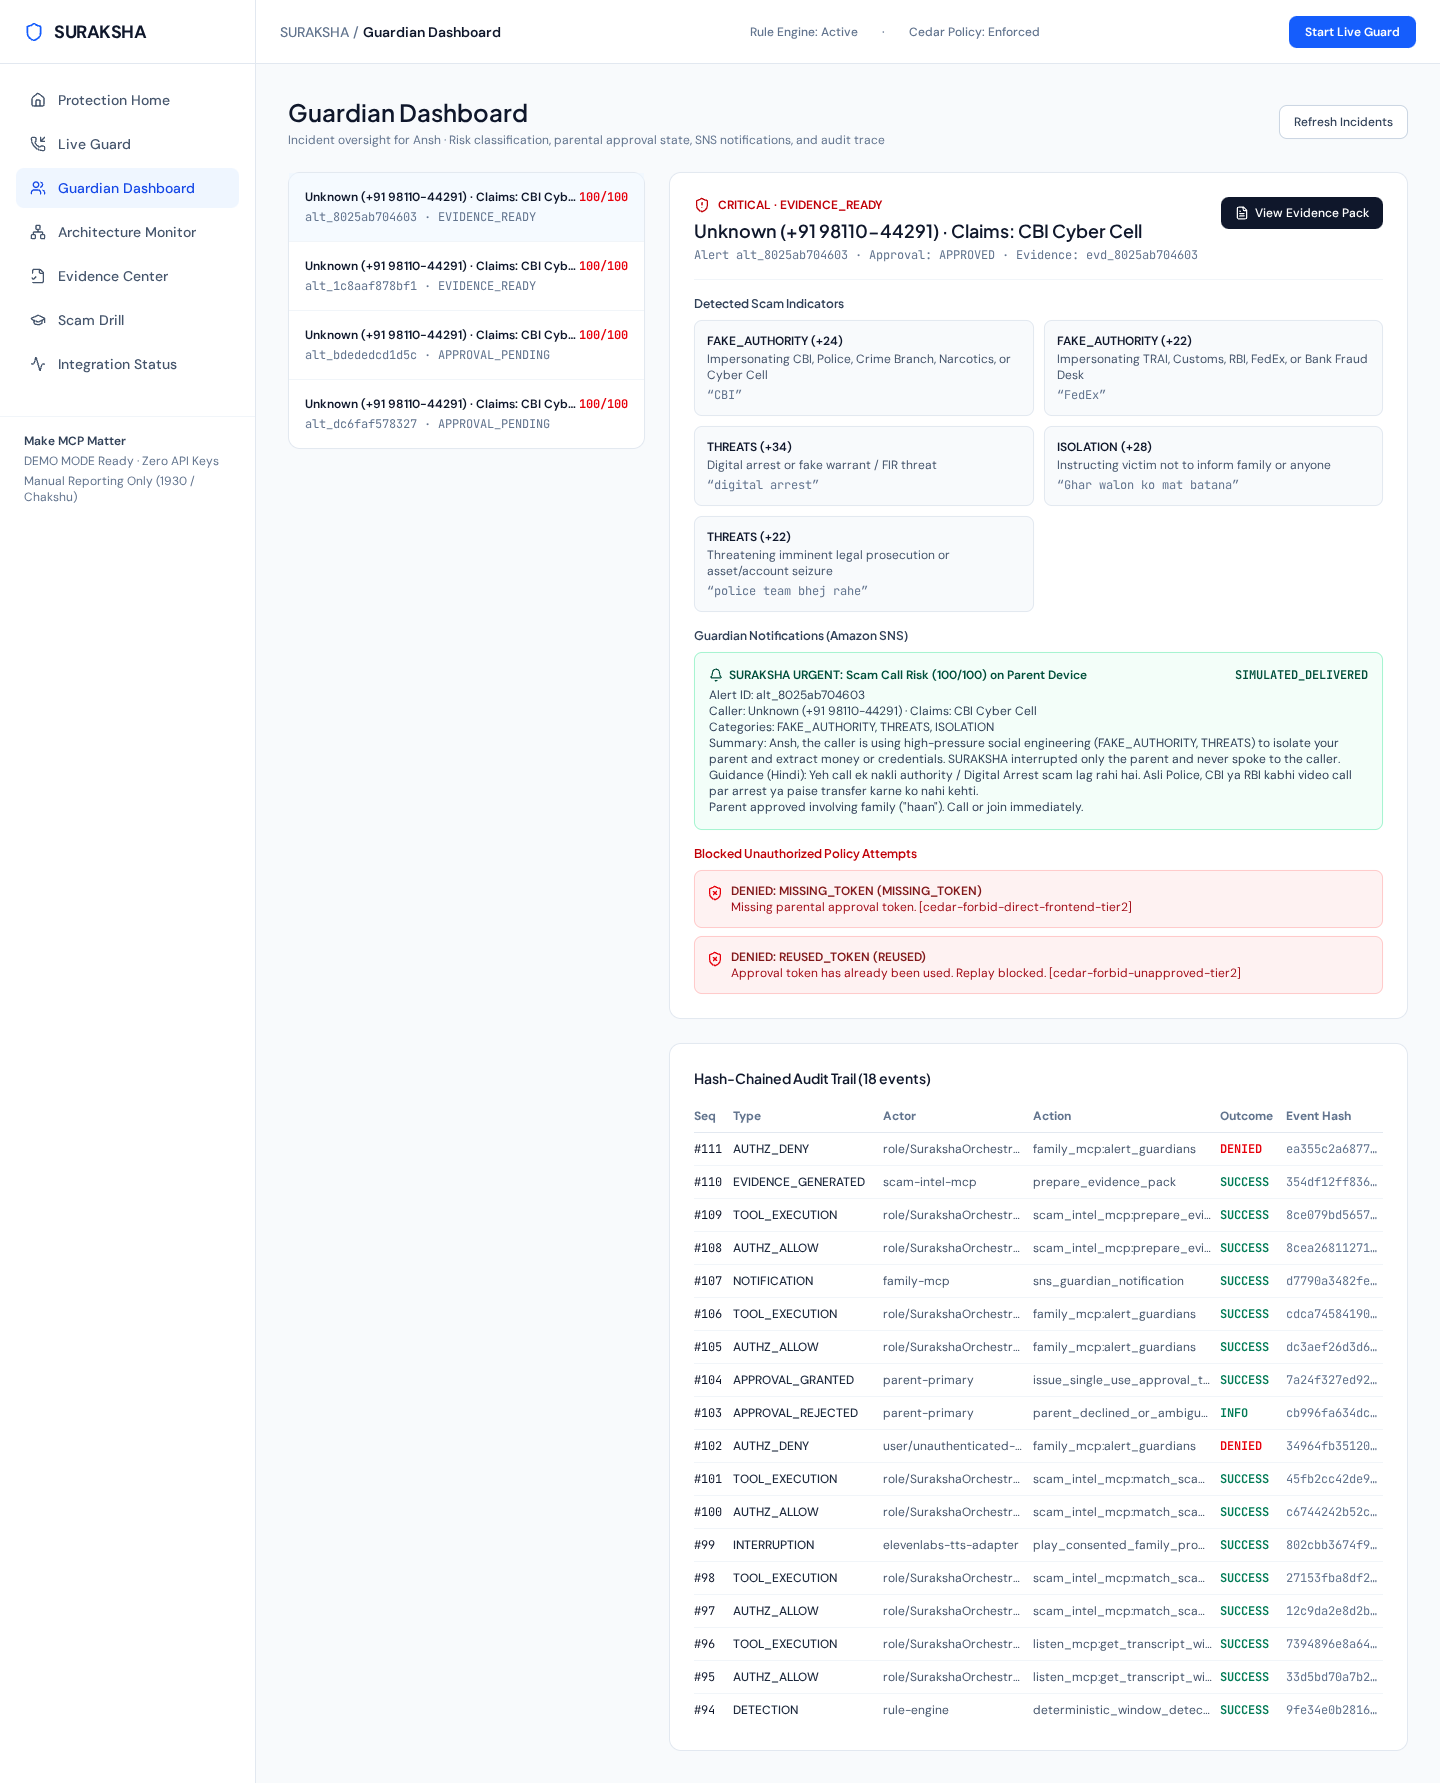 SURAKSHA
SURAKSHA / Guardian Dashboard
Rule Engine: Active · Cedar Policy: Enforced
Start Live Guard
Protection Home
Live Guard
Guardian Dashboard
Architecture Monitor
Evidence Center
Scam Drill
Integration Status
Make MCP Matter
DEMO MODE Ready · Zero API Keys
Manual Reporting Only (1930 /
Chakshu)
Guardian Dashboard
Incident oversight for Ansh · Risk classification, parental approval state, SNS notifications, and audit trace
Refresh Incidents
Unknown (+91 98110-44291) · Claims: CBI Cyb... 100/100
alt_8025ab704603 · EVIDENCE_READY
Unknown (+91 98110-44291) · Claims: CBI Cyb... 100/100
alt_1c8aaf878bf1 · EVIDENCE_READY
Unknown (+91 98110-44291) · Claims: CBI Cyb... 100/100
alt_bdededcd1d5c · APPROVAL_PENDING
Unknown (+91 98110-44291) · Claims: CBI Cyb... 100/100
alt_dc6faf578327 · APPROVAL_PENDING
CRITICAL · EVIDENCE_READY
Unknown (+91 98110-44291) · Claims: CBI Cyber Cell
Alert alt_8025ab704603 · Approval: APPROVED · Evidence: evd_8025ab704603
View Evidence Pack
Detected Scam Indicators
FAKE_AUTHORITY (+24)
Impersonating CBI, Police, Crime Branch, Narcotics, or
Cyber Cell
“CBI”
FAKE_AUTHORITY (+22)
Impersonating TRAI, Customs, RBI, FedEx, or Bank Fraud
Desk
“FedEx”
THREATS (+34)
Digital arrest or fake warrant / FIR threat
“digital arrest”
ISOLATION (+28)
Instructing victim not to inform family or anyone
“Ghar walon ko mat batana”
THREATS (+22)
Threatening imminent legal prosecution or
asset/account seizure
“police team bhej rahe”
Guardian Notifications (Amazon SNS)
SURAKSHA URGENT: Scam Call Risk (100/100) on Parent Device SIMULATED_DELIVERED
Alert ID: alt_8025ab704603
Caller: Unknown (+91 98110-44291) · Claims: CBI Cyber Cell
Categories: FAKE_AUTHORITY, THREATS, ISOLATION
Summary: Ansh, the caller is using high-pressure social engineering (FAKE_AUTHORITY, THREATS) to isolate your
parent and extract money or credentials. SURAKSHA interrupted only the parent and never spoke to the caller.
Guidance (Hindi): Yeh call ek nakli authority / Digital Arrest scam lag rahi hai. Asli Police, CBI ya RBI kabhi video call
par arrest ya paise transfer karne ko nahi kehti.
Parent approved involving family ("haan"). Call or join immediately.
Blocked Unauthorized Policy Attempts
DENIED: MISSING_TOKEN (MISSING_TOKEN)
Missing parental approval token. [cedar-forbid-direct-frontend-tier2]
DENIED: REUSED_TOKEN (REUSED)
Approval token has already been used. Replay blocked. [cedar-forbid-unapproved-tier2]
Hash-Chained Audit Trail (18 events)
Seq Type Actor Action Outcome Event Hash
#111 AUTHZ_DENY role/SurakshaOrchestr... family_mcp:alert_guardians DENIED ea355c2a6877...
#110 EVIDENCE_GENERATED scam-intel-mcp prepare_evidence_pack SUCCESS 354df12ff836...
#109 TOOL_EXECUTION role/SurakshaOrchestr... scam_intel_mcp:prepare_evi... SUCCESS 8ce079bd5657...
#108 AUTHZ_ALLOW role/SurakshaOrchestr... scam_intel_mcp:prepare_evi... SUCCESS 8cea26811271...
#107 NOTIFICATION family-mcp sns_guardian_notification SUCCESS d7790a3482fe...
#106 TOOL_EXECUTION role/SurakshaOrchestr... family_mcp:alert_guardians SUCCESS cdca74584190...
#105 AUTHZ_ALLOW role/SurakshaOrchestr... family_mcp:alert_guardians SUCCESS dc3aef26d3d6...
#104 APPROVAL_GRANTED parent-primary issue_single_use_approval_t... SUCCESS 7a24f327ed92...
#103 APPROVAL_REJECTED parent-primary parent_declined_or_ambigu... INFO cb996fa634dc...
#102 AUTHZ_DENY user/unauthenticated-... family_mcp:alert_guardians DENIED 34964fb35120...
#101 TOOL_EXECUTION role/SurakshaOrchestr... scam_intel_mcp:match_sca... SUCCESS 45fb2cc42de9...
#100 AUTHZ_ALLOW role/SurakshaOrchestr... scam_intel_mcp:match_sca... SUCCESS c6744242b52c...
#99 INTERRUPTION elevenlabs-tts-adapter play_consented_family_pro... SUCCESS 802cbb3674f9...
#98 TOOL_EXECUTION role/SurakshaOrchestr... scam_intel_mcp:match_sca... SUCCESS 27153fba8df2...
#97 AUTHZ_ALLOW role/SurakshaOrchestr... scam_intel_mcp:match_sca... SUCCESS 12c9da2e8d2b...
#96 TOOL_EXECUTION role/SurakshaOrchestr... listen_mcp:get_transcript_wi... SUCCESS 7394896e8a64...
#95 AUTHZ_ALLOW role/SurakshaOrchestr... listen_mcp:get_transcript_wi... SUCCESS 33d5bd70a7b2...
#94 DETECTION rule-engine deterministic_window_detec... SUCCESS 9fe34e0b2816...